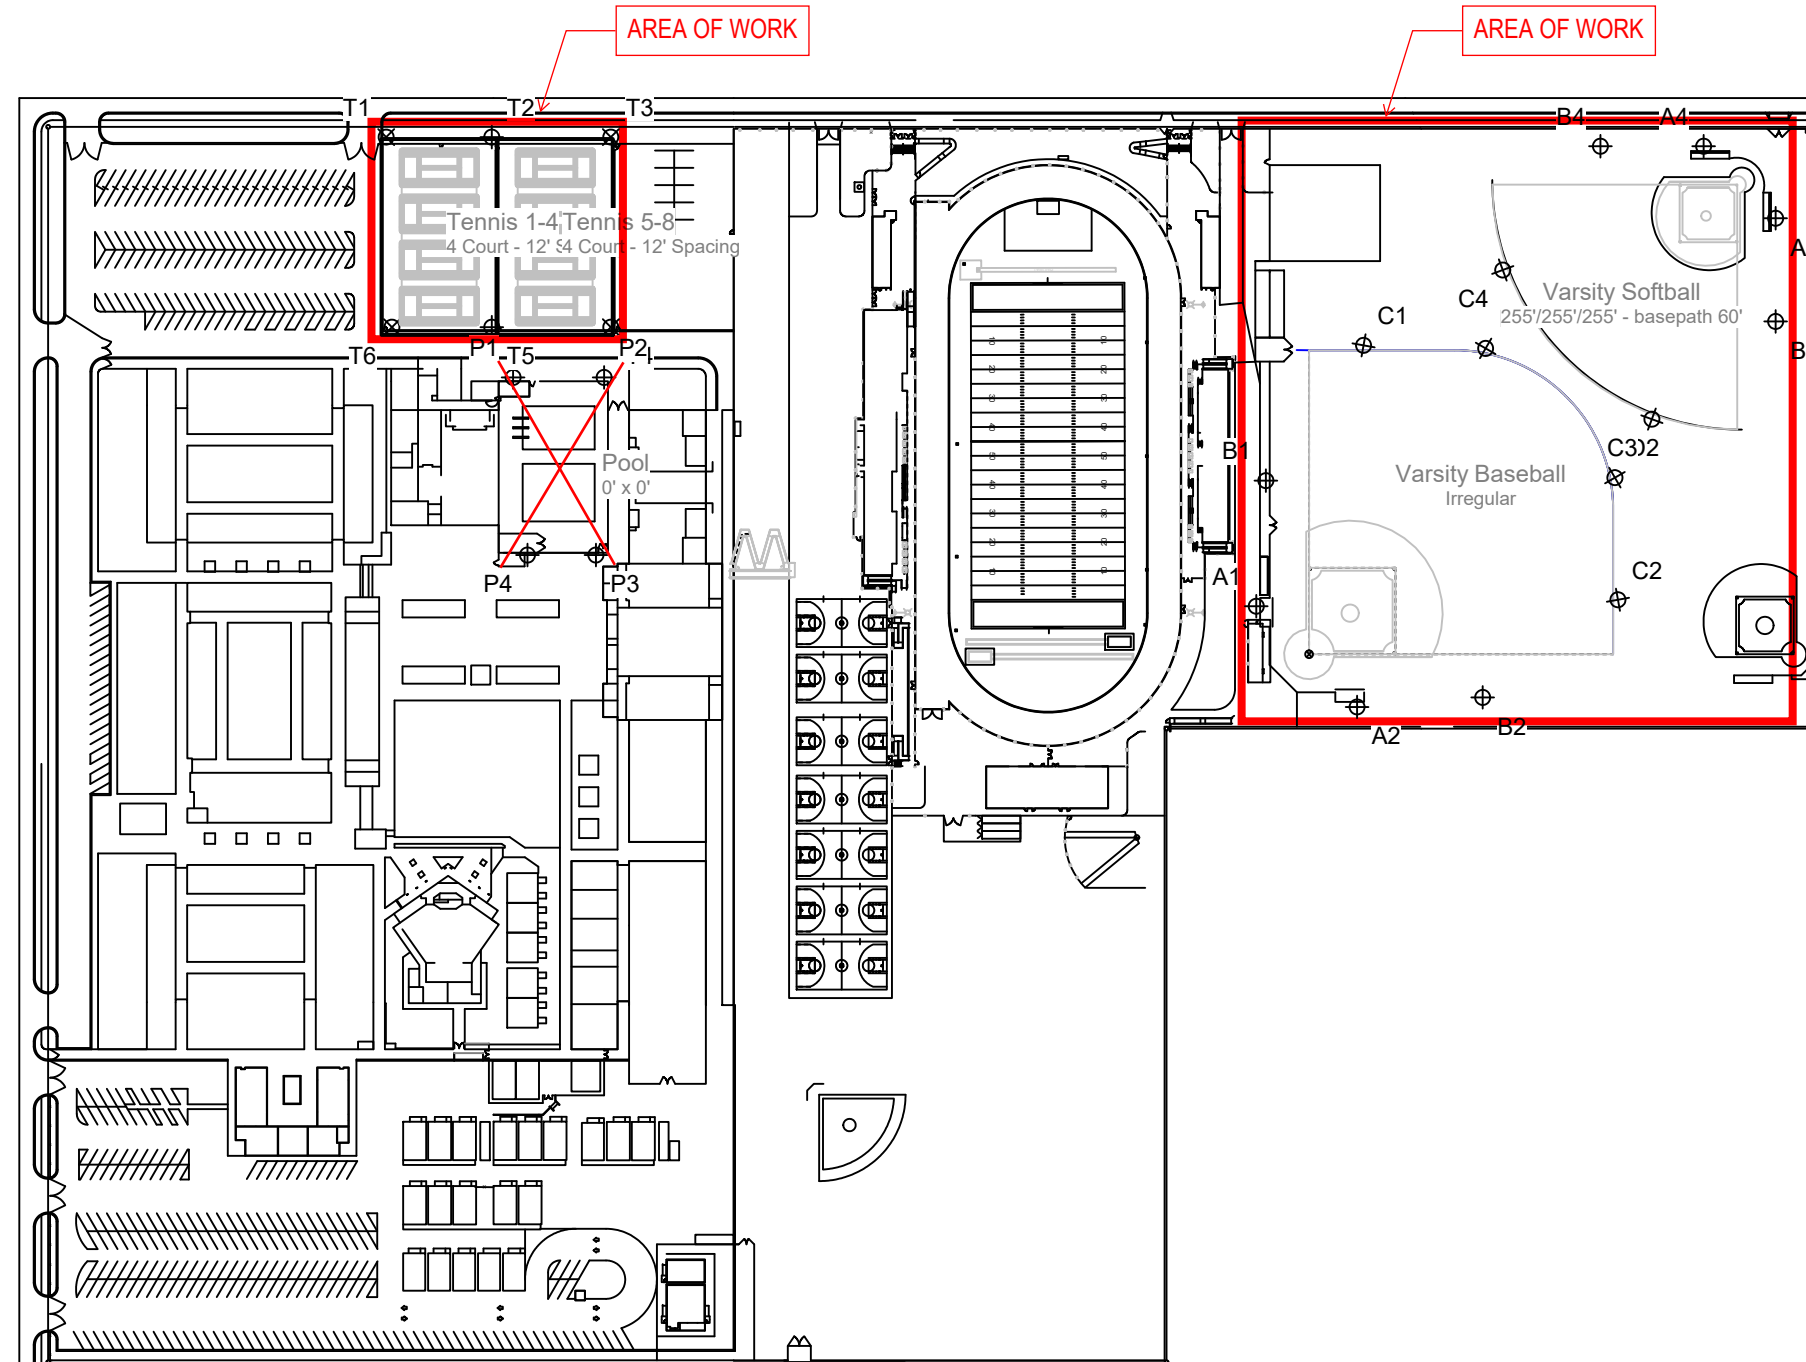 AREA OF WORK
AREA OF WORK
T1
T2
T3
B4
A4
Tennis 1-4
Tennis 5-8
4 Court - 12'
4 Court - 12' Spacing
A
Varsity Softball
255'/255'/255' - basepath 60'
C4
C1
B
P1
T5
P2
T6
Pool
0' x 0'
B1
C3
Varsity Baseball
Irregular
P4
P3
A1
C2
A2
B2